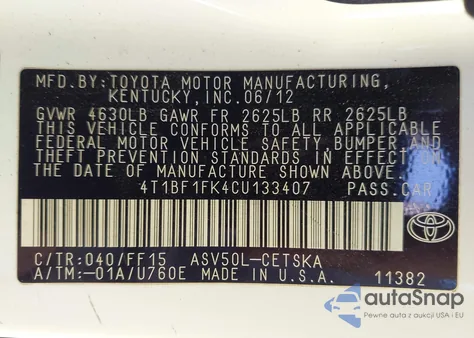 MFD.BY:TOYOTA MOTOR MANUFACTURING,
KENTUCKY,INC.06/12
GVWR 4630LB GAWR FR 2625LB RR 2625LB
THIS VEHICLE CONFORMS TO ALL APPLICABLE
FEDERAL MOTOR VEHICLE SAFETY,BUMPER AND
THEFT PREVENTION STANDARDS IN EFFECT ON
THE DATE OF MANUFACTURE SHOWN ABOVE.
4T1BF1FK4CU133407 PASS.CAR
C/TR:040/FF15 ASV50L-CETSKA
A/TM:-01A/U760E MADE IN U.S.A. 11382
TOYOTA
autoSnap
Pewne auta z aukcji USA i EU